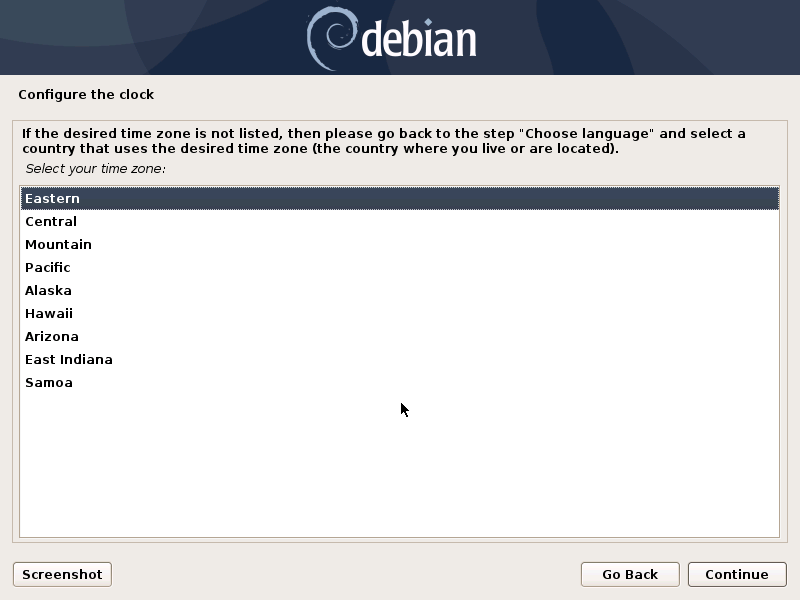 debian
Configure the clock
If the desired time zone is not listed, then please go back to the step "Choose language" and select a
country that uses the desired time zone (the country where you live or are located).
Select your time zone:
Eastern
Central
Mountain
Pacific
Alaska
Hawaii
Arizona
East Indiana
Samoa
Screenshot
Go Back
Continue